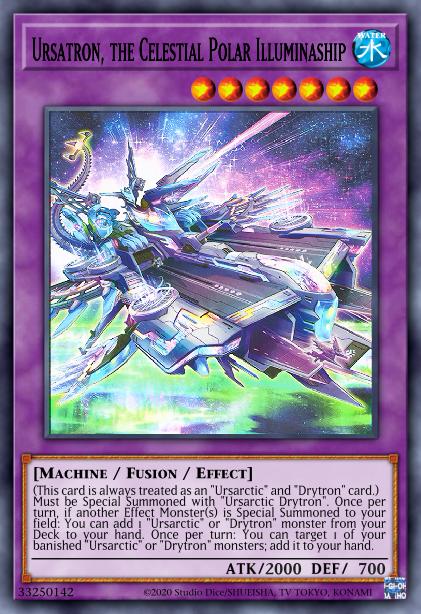 Ursatron, the Celestial Polar Illuminaship
WATER
水
[Machine / Fusion / Effect]
(This card is always treated as an "Ursarctic" and "Drytron" card.)
Must be Special Summoned with "Ursarctic Drytron". Once per
turn, if another Effect Monster(s) is Special Summoned to your
field: You can add 1 "Ursarctic" or "Drytron" monster from your
Deck to your hand. Once per turn: You can target 1 of your
banished "Ursarctic" or "Drytron" monsters; add it to your hand.
ATK/2000 DEF/ 700
33250142
©2020 Studio Dice/SHUEISHA, TV TOKYO, KONAMI